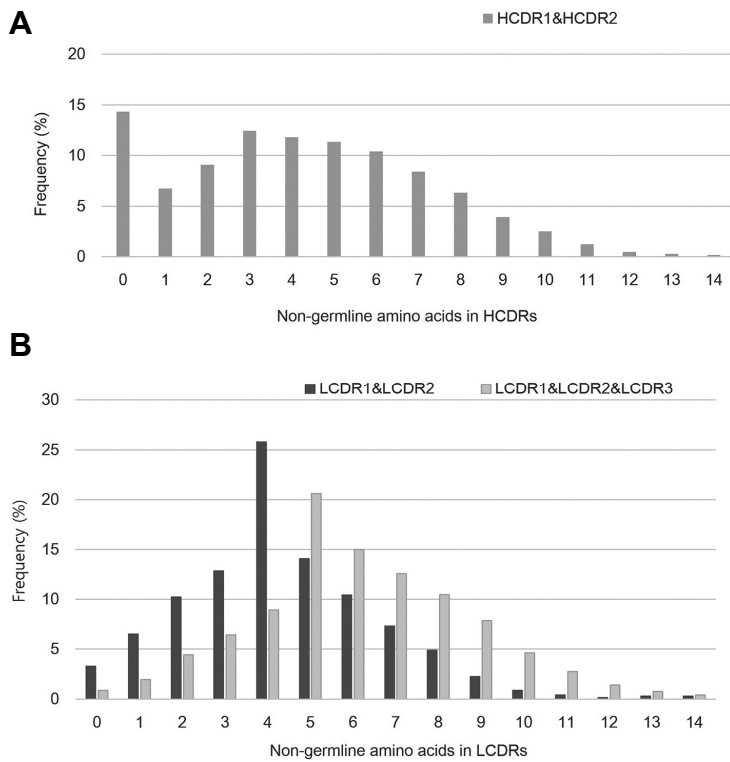 A
HCDR1&HCDR2
20
15
10
5
0
Frequency (%)
0 1 2 3 4 5 6 7 8 9 10 11 12 13 14
Non-germline amino acids in HCDRs
B
LCDR1&LCDR2 LCDR1&LCDR2&LCDR3
30
25
20
15
10
5
0
Frequency (%)
0 1 2 3 4 5 6 7 8 9 10 11 12 13 14
Non-germline amino acids in LCDRs